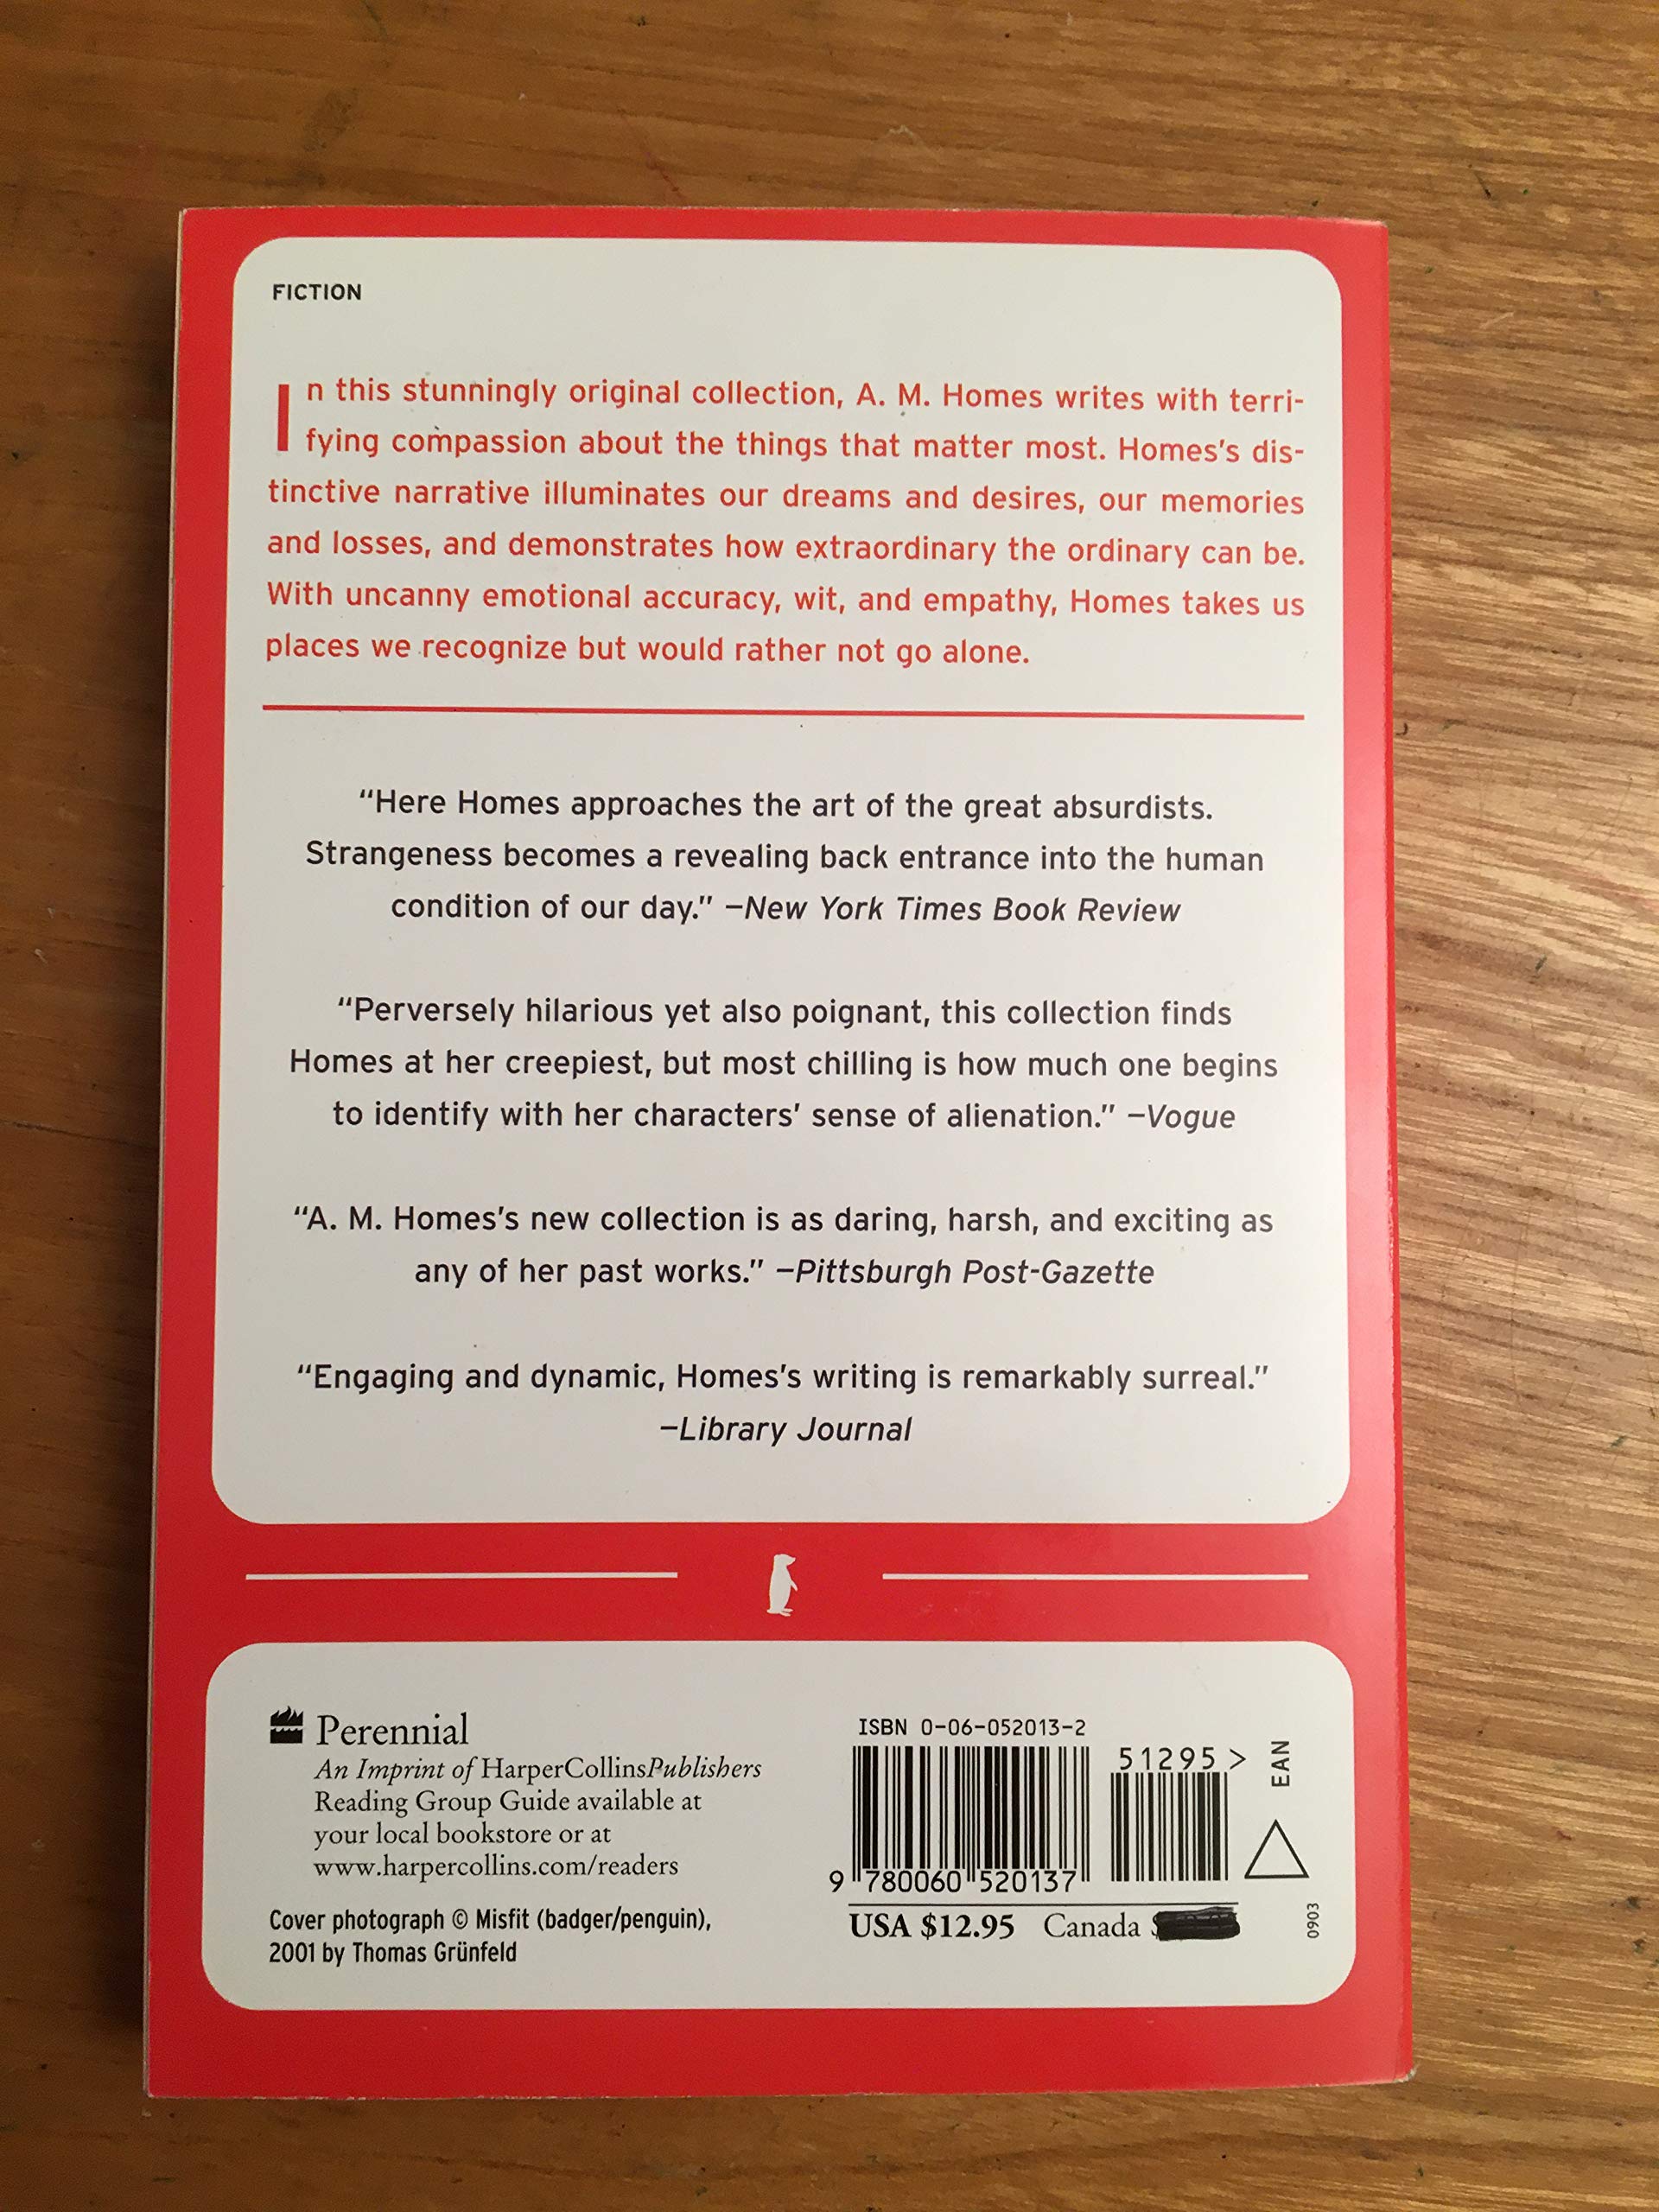 FICTION
In this stunningly original collection, A. M. Homes writes with terri-
fying compassion about the things that matter most. Homes's dis-
tinctive narrative illuminates our dreams and desires, our memories
and losses, and demonstrates how extraordinary the ordinary can be.
With uncanny emotional accuracy, wit, and empathy, Homes takes us
places we recognize but would rather not go alone.
“Here Homes approaches the art of the great absurdists.
Strangeness becomes a revealing back entrance into the human
condition of our day.” —New York Times Book Review
“Perversely hilarious yet also poignant, this collection finds
Homes at her creepiest, but most chilling is how much one begins
to identify with her characters’ sense of alienation.” —Vogue
“A. M. Homes’s new collection is as daring, harsh, and exciting as
any of her past works.” —Pittsburgh Post-Gazette
“Engaging and dynamic, Homes’s writing is remarkably surreal.”
—Library Journal
Perennial
An Imprint of HarperCollinsPublishers
Reading Group Guide available at
your local bookstore or at
www.harpercollins.com/readers
Cover photograph © Misfit (badger/penguin),
2001 by Thomas Grünfeld
ISBN 0-06-052013-2
51295 >
EAN
9 780060 520137
USA $12.95 Canada $
0903